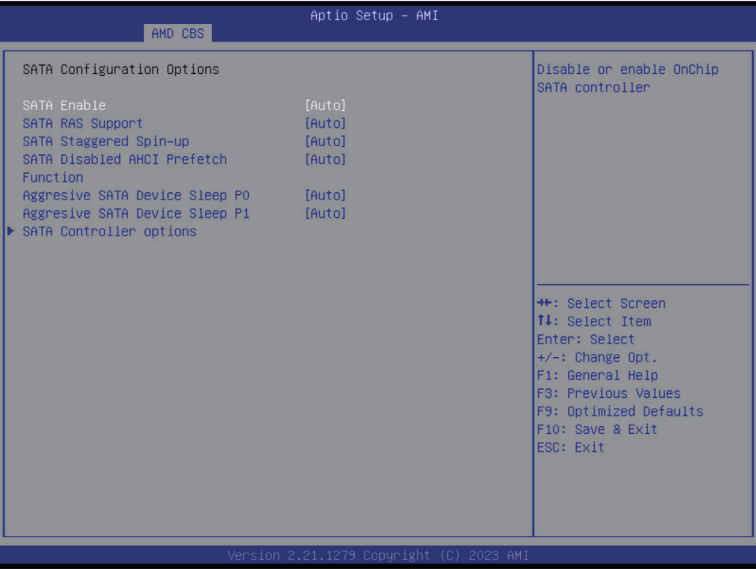 Aptio Setup – AMI
AMD CBS
SATA Configuration Options
SATA Enable [Auto]
SATA RAS Support [Auto]
SATA Staggered Spin-up [Auto]
SATA Disabled AHCI Prefetch [Auto]
Function
Aggresive SATA Device Sleep P0 [Auto]
Aggresive SATA Device Sleep P1 [Auto]
SATA Controller options
Disable or enable OnChip
SATA controller
→←: Select Screen
↑↓: Select Item
Enter: Select
+/-: Change Opt.
F1: General Help
F3: Previous Values
F9: Optimized Defaults
F10: Save & Exit
ESC: Exit
Version 2.21.1279 Copyright (C) 2023 AMI